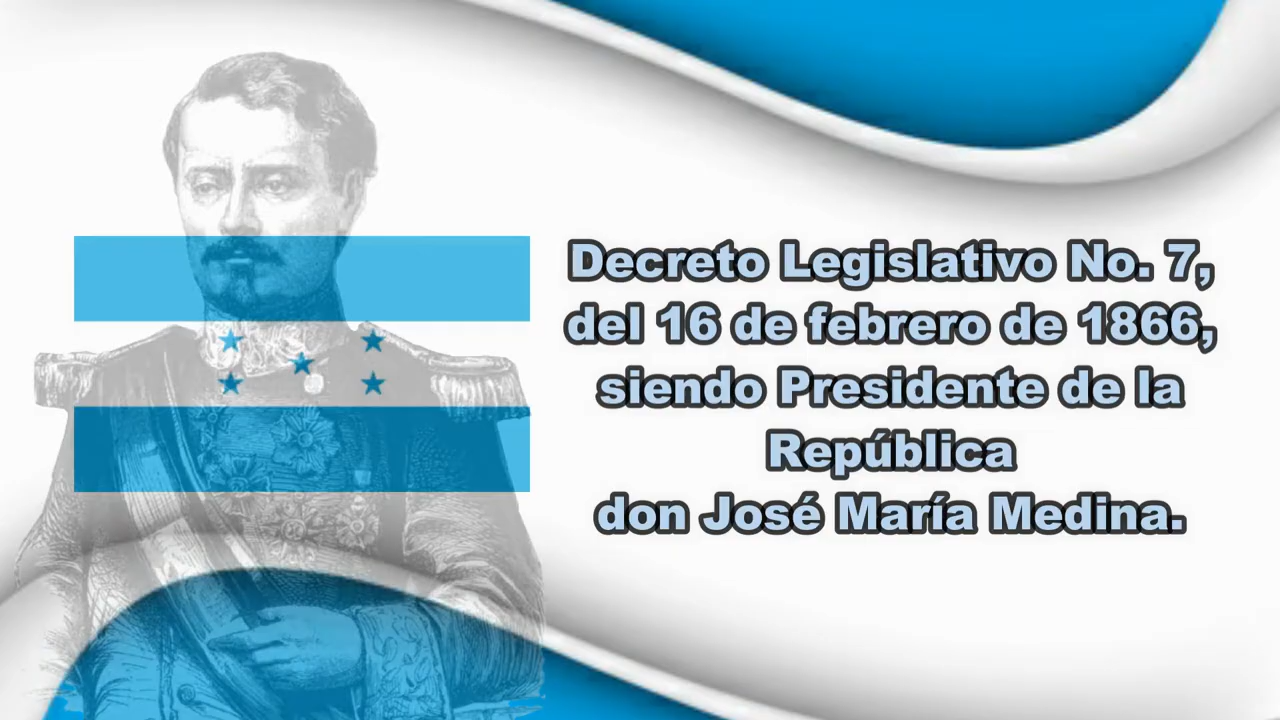 Decreto Legislativo No. 7,
del 16 de febrero de 1866,
siendo Presidente de la
República
don José María Medina.